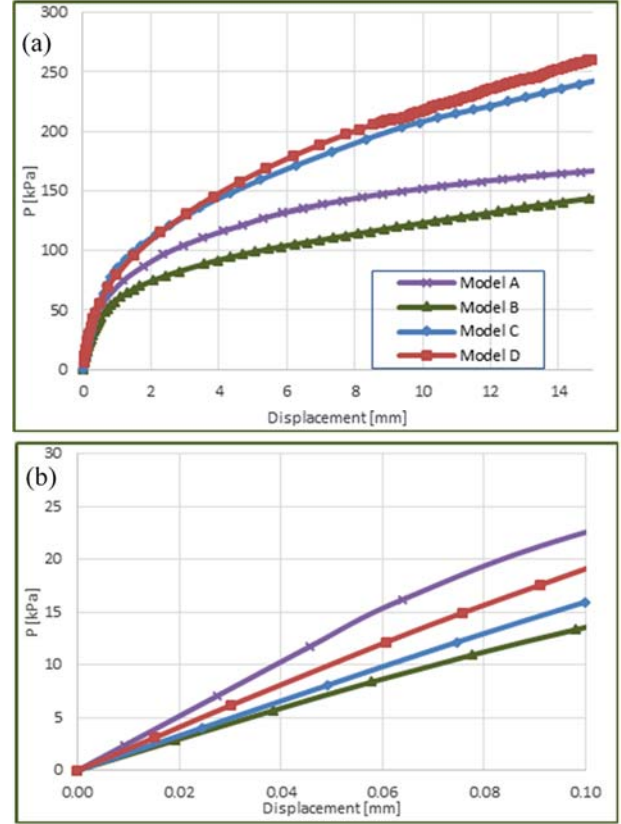 (a)
300
250
200
150
100
50
0
P [kPa]
Model A
Model B
Model C
Model D
0 2 4 6 8 10 12 14
Displacement [mm]
(b)
30
25
20
15
10
5
0
P [kPa]
0.00 0.02 0.04 0.06 0.08 0.10
Displacement [mm]